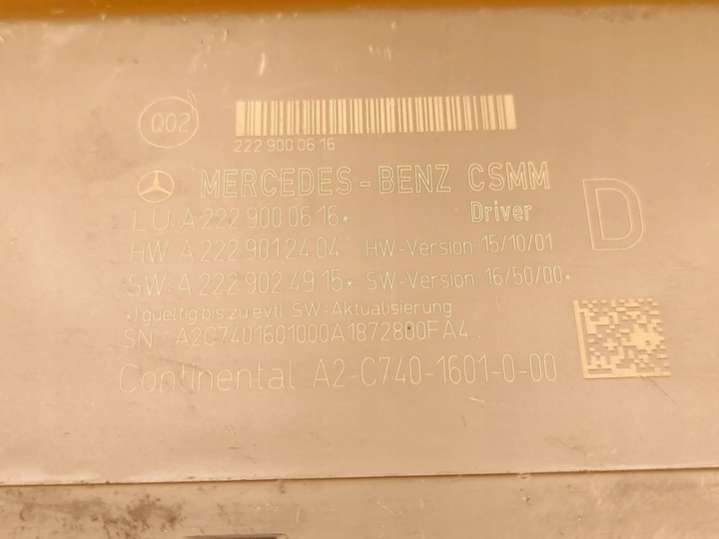 Q02
222 900 06 16
MERCEDES-BENZ CSMM
LU: A 222 900 06 16* Driver
D
HW: A 222 901 24 04 HW-Version 15/10/01
SW: A 222 902 49 15* SW-Version 16/50/00*
*) gueltig bis zu evtl. SW-Aktualisierung
SN: A2C7401601000A1872800FA4
Continental A2-C740-1601-0-00